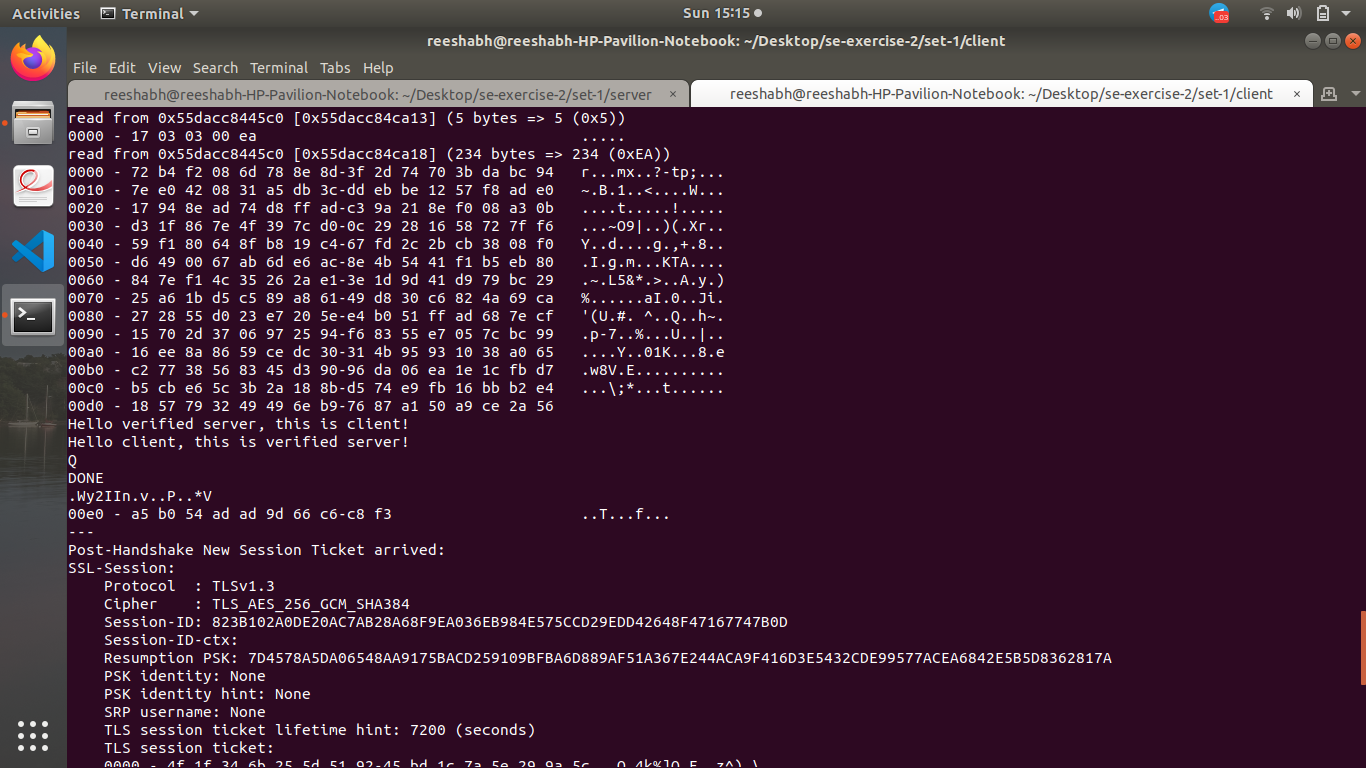 Activities Terminal Sun 15:15
.03
reeshabh@reeshabh-HP-Pavilion-Notebook: ~/Desktop/se-exercise-2/set-1/client
File Edit View Search Terminal Tabs Help
reeshabh@reeshabh-HP-Pavilion-Notebook: ~/Desktop/se-exercise-2/set-1/server × reeshabh@reeshabh-HP-Pavilion-Notebook: ~/Desktop/se-exercise-2/set-1/client ×
read from 0x55dacc8445c0 [0x55dacc84ca13] (5 bytes => 5 (0x5))
0000 - 17 03 03 00 ea                                    .....
read from 0x55dacc8445c0 [0x55dacc84ca18] (234 bytes => 234 (0xEA))
0000 - 72 b4 f2 08 6d 78 8e 8d-3f 2d 74 70 3b da bc 94   r...mx..?-tp;...
0010 - 7e e0 42 08 31 a5 db 3c-dd eb be 12 57 f8 ad e0   ~.B.1..<....W...
0020 - 17 94 8e ad 74 d8 ff ad-c3 9a 21 8e f0 08 a3 0b   ....t.....!.....
0030 - d3 1f 86 7e 4f 39 7c d0-0c 29 28 16 58 72 7f f6   ...~O9|..)(.Xr..
0040 - 59 f1 80 64 8f b8 19 c4-67 fd 2c 2b cb 38 08 f0   Y..d....g.,+.8..
0050 - d6 49 00 67 ab 6d e6 ac-8e 4b 54 41 f1 b5 eb 80   .I.g.m...KTA....
0060 - 84 7e f1 4c 35 26 2a e1-3e 1d 9d 41 d9 79 bc 29   .~.L5&*.>..A.y.)
0070 - 25 a6 1b d5 c5 89 a8 61-49 d8 30 c6 82 4a 69 ca   %......aI.0..Ji.
0080 - 27 28 55 d0 23 e7 20 5e-e4 b0 51 ff ad 68 7e cf   '(U.#. ^..Q..h~.
0090 - 15 70 2d 37 06 97 25 94-f6 83 55 e7 05 7c bc 99   .p-7..%...U..|..
00a0 - 16 ee 8a 86 59 ce dc 30-31 4b 95 93 10 38 a0 65   ....Y..01K...8.e
00b0 - c2 77 38 56 83 45 d3 90-96 da 06 ea 1e 1c fb d7   .w8V.E..........
00c0 - b5 cb e6 5c 3b 2a 18 8b-d5 74 e9 fb 16 bb b2 e4   ...\;*...t......
00d0 - 18 57 79 32 49 49 6e b9-76 87 a1 50 a9 ce 2a 56
Hello verified server, this is client!
Hello client, this is verified server!
Q
DONE
.Wy2IIn.v..P..*V
00e0 - a5 b0 54 ad ad 9d 66 c6-c8 f3                     ..T...f...
---
Post-Handshake New Session Ticket arrived:
SSL-Session:
    Protocol  : TLSv1.3
    Cipher    : TLS_AES_256_GCM_SHA384
    Session-ID: 823B102A0DE20AC7AB28A68F9EA036EB984E575CCD29EDD42648F47167747B0D
    Session-ID-ctx:
    Resumption PSK: 7D4578A5DA06548AA9175BACD259109BFBA6D889AF51A367E244ACA9F416D3E5432CDE99577ACEA6842E5B5D8362817A
    PSK identity: None
    PSK identity hint: None
    SRP username: None
    TLS session ticket lifetime hint: 7200 (seconds)
    TLS session ticket: